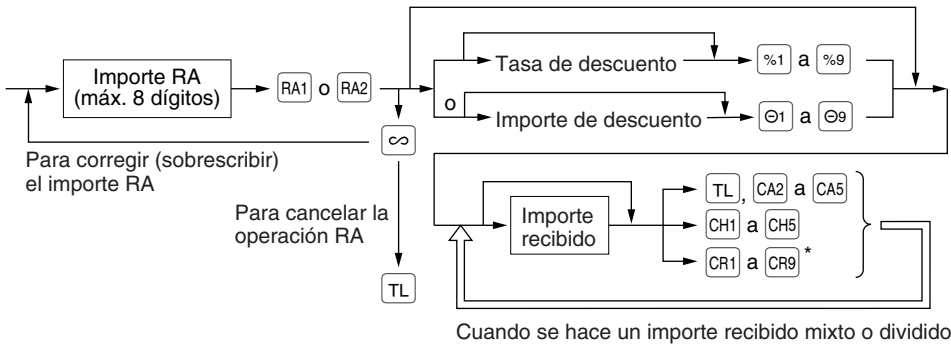 Importe RA
(máx. 8 dígitos)
RA1 o RA2
Tasa de descuento
%1 a %9
o
Importe de descuento
⊖1 a ⊖9
∞
Para corregir (sobrescribir)
el importe RA
Para cancelar la
operación RA
TL
Importe
recibido
TL, CA2 a CA5
CH1 a CH5
CR1 a CR9 *
Cuando se hace un importe recibido mixto o dividido